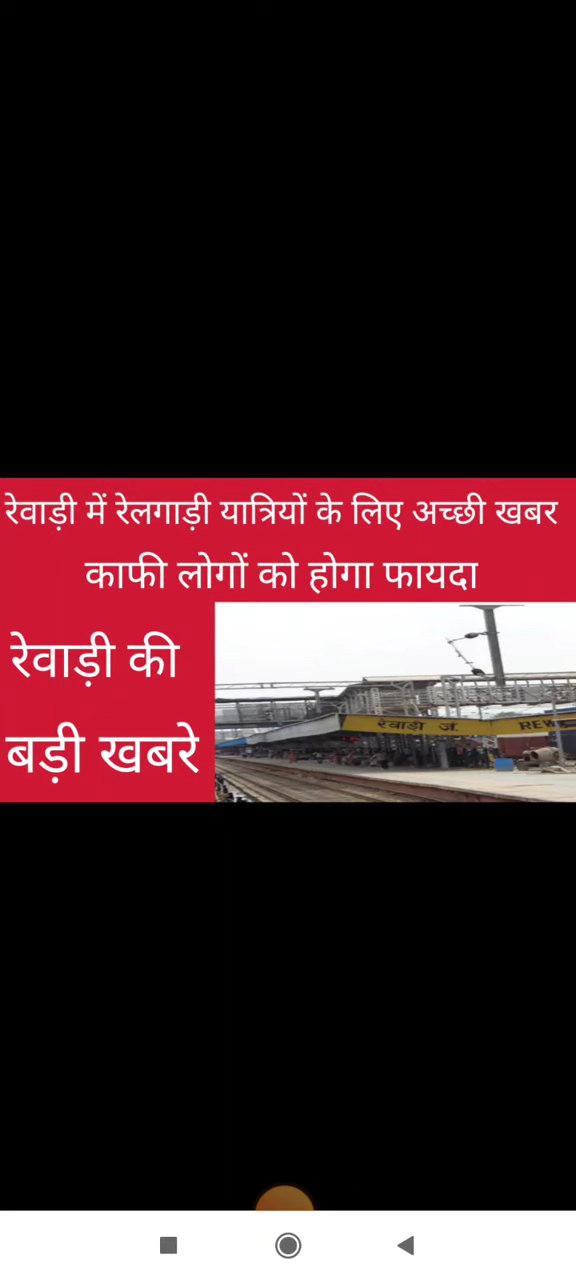 रेवाड़ी में रेलगाड़ी यात्रियों के लिए अच्छी खबर
काफी लोगों को होगा फायदा
रेवाड़ी की
बड़ी खबरे
रेवाड़ी ज.
REW